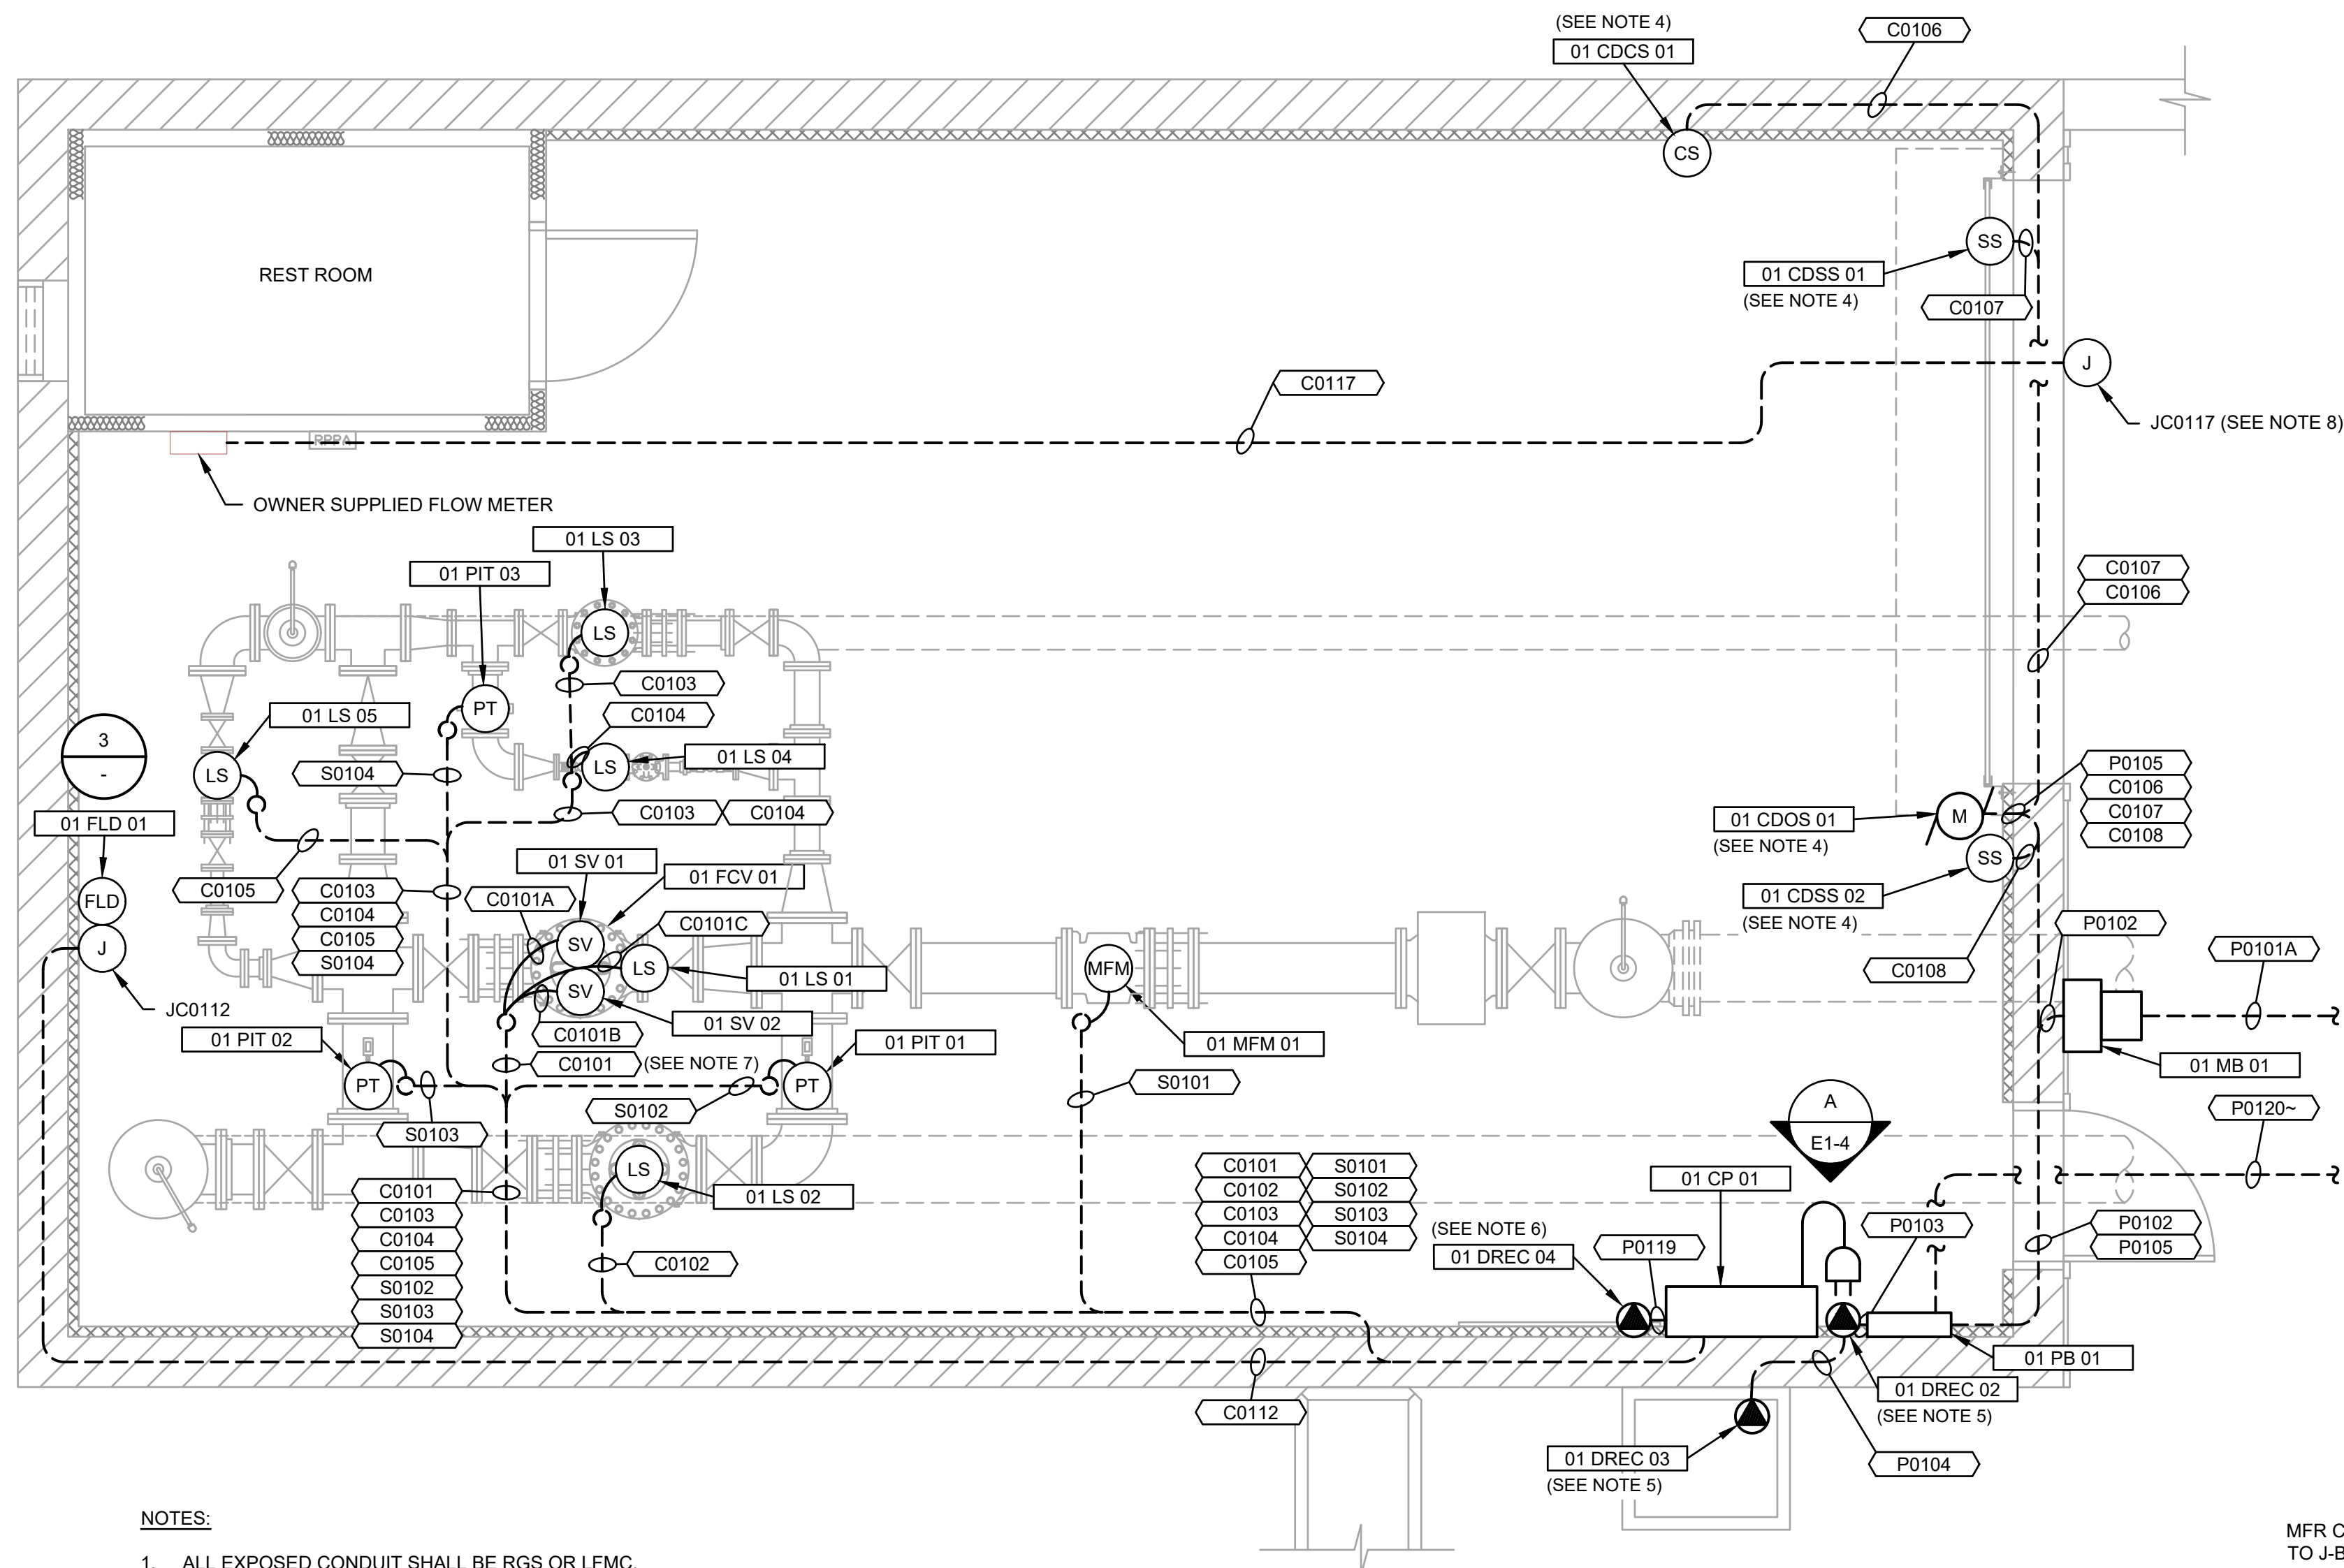 (SEE NOTE 4)
01 CDCS 01
C0106
CS
REST ROOM
SS
01 CDSS 01
(SEE NOTE 4)
C0107
J
C0117
JC0117 (SEE NOTE 8)
OWNER SUPPLIED FLOW METER
01 LS 03
01 PIT 03
C0107
C0106
LS
C0103
PT
C0104
01 LS 05
3
-
LS
S0104
LS
01 LS 04
C0103
C0104
P0105
C0106
C0107
C0108
01 CDOS 01
(SEE NOTE 4)
M
01 FLD 01
SS
01 CDSS 02
(SEE NOTE 4)
01 SV 01
01 FCV 01
C0105
C0103
C0104
C0105
S0104
C0101A
C0101C
FLD
J
SV
LS
SV
MFM
01 LS 01
C0108
P0102
P0101A
JC0112
01 SV 02
C0101B
01 PIT 02
01 PIT 01
01 MFM 01
C0101
(SEE NOTE 7)
01 MB 01
PT
PT
S0101
S0102
S0103
A
E1-4
P0120~
LS
01 LS 02
C0101
C0103
C0104
C0105
S0102
S0103
S0104
C0101
C0102
C0103
C0104
C0105
S0101
S0102
S0103
S0104
01 CP 01
(SEE NOTE 6)
01 DREC 04
P0119
P0103
P0102
P0105
C0102
01 PB 01
01 DREC 02
(SEE NOTE 5)
C0112
01 DREC 03
(SEE NOTE 5)
P0104
NOTES:
MFR C
TO J-B
1. ALL EXPOSED CONDUIT SHALL BE RGS OR LFMC.